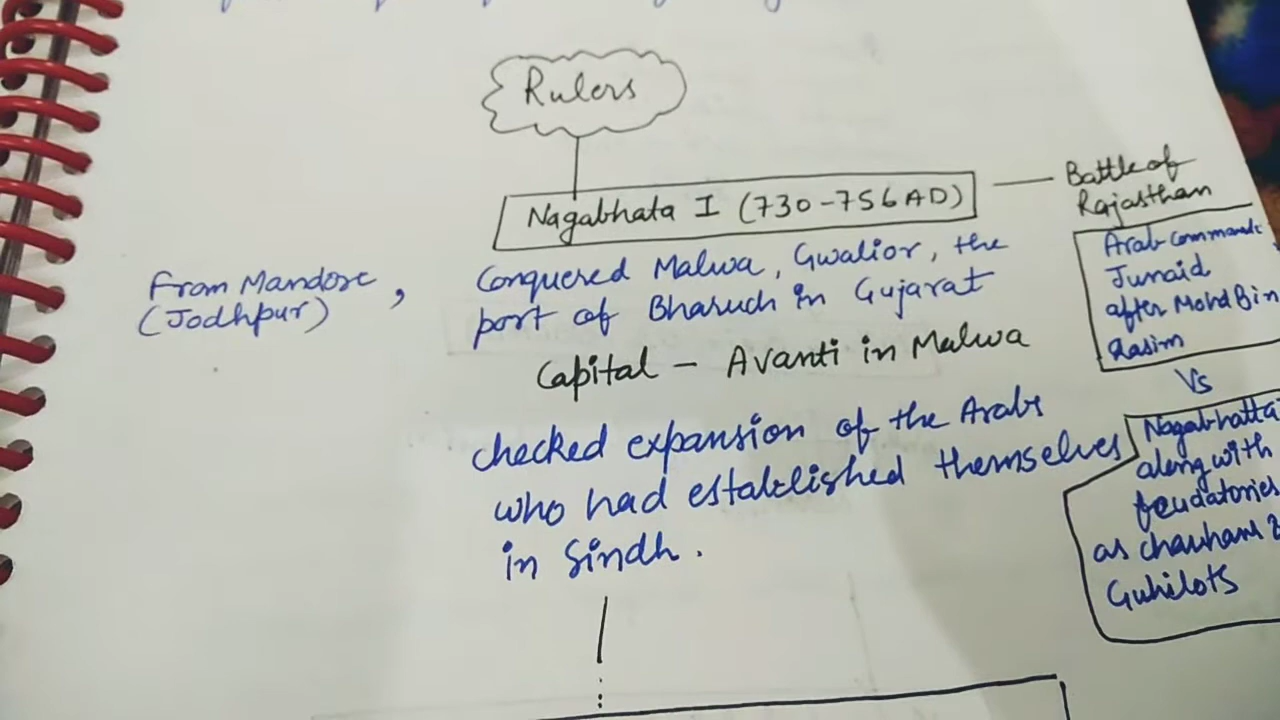 Rulers
Nagabhata I (730-756AD)
Battle of
Rajasthan
From Mandore,
(Jodhpur)
Conquered Malwa, Gwalior, the
port of Bharuch in Gujarat
Capital - Avanti in Malwa
checked expansion of the Arabs
who had established themselves
in Sindh.
Arab Commande
Junaid
after Mohd Bin
Qasim
Vs
Nagabhatta
along with
feudatories
as chauhans &
Guhilots